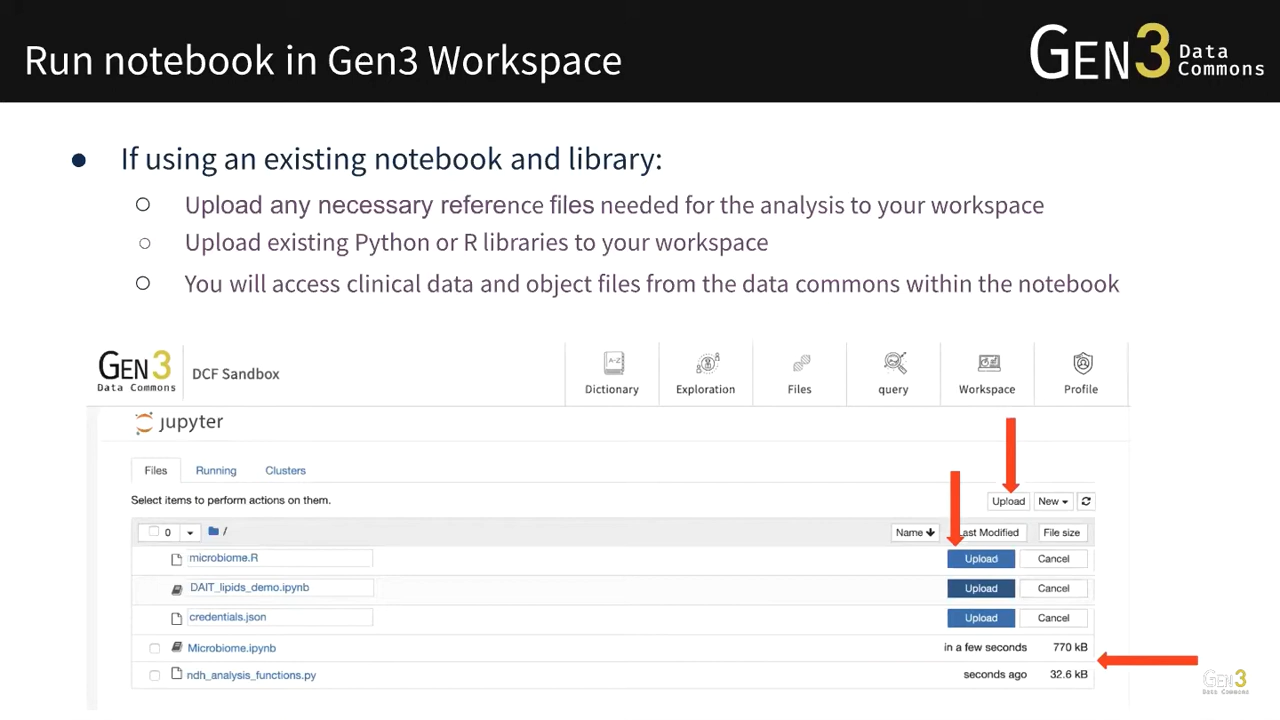 Run notebook in Gen3 Workspace
GEN3 Data Commons
● If using an existing notebook and library:
○ Upload any necessary reference files needed for the analysis to your workspace
○ Upload existing Python or R libraries to your workspace
○ You will access clinical data and object files from the data commons within the notebook
GEN3 Data Commons
DCF Sandbox
Dictionary Exploration Files query Workspace Profile
jupyter
Files Running Clusters
Select items to perform actions on them.
Upload New
0 / Name Last Modified File size
microbiome.R Upload Cancel
DAIT_lipids_demo.ipynb Upload Cancel
credentials.json Upload Cancel
Microbiome.ipynb in a few seconds 770 kB
ndh_analysis_functions.py seconds ago 32.6 kB
GEN3 Data Commons